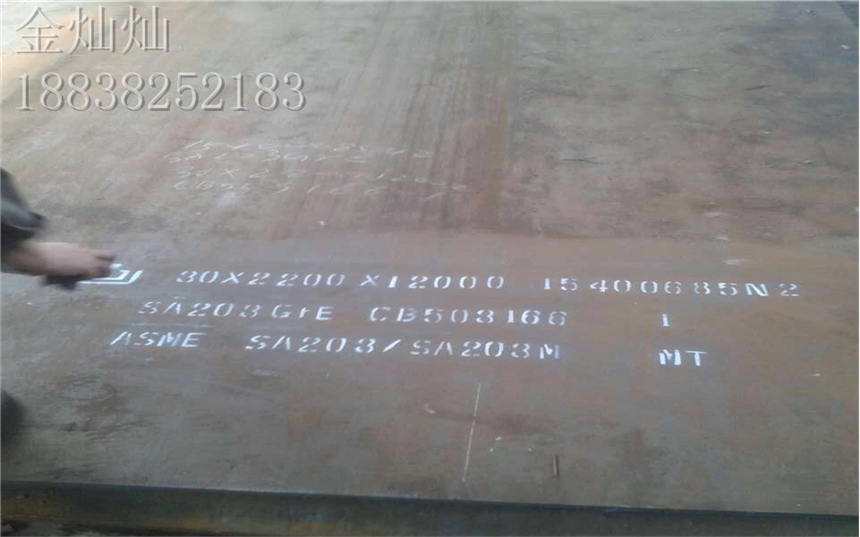 金灿灿
18838252183
30X2200X12000 15400685N2
SA203GrE CB503166 1
ASME SA203/SA203M MT